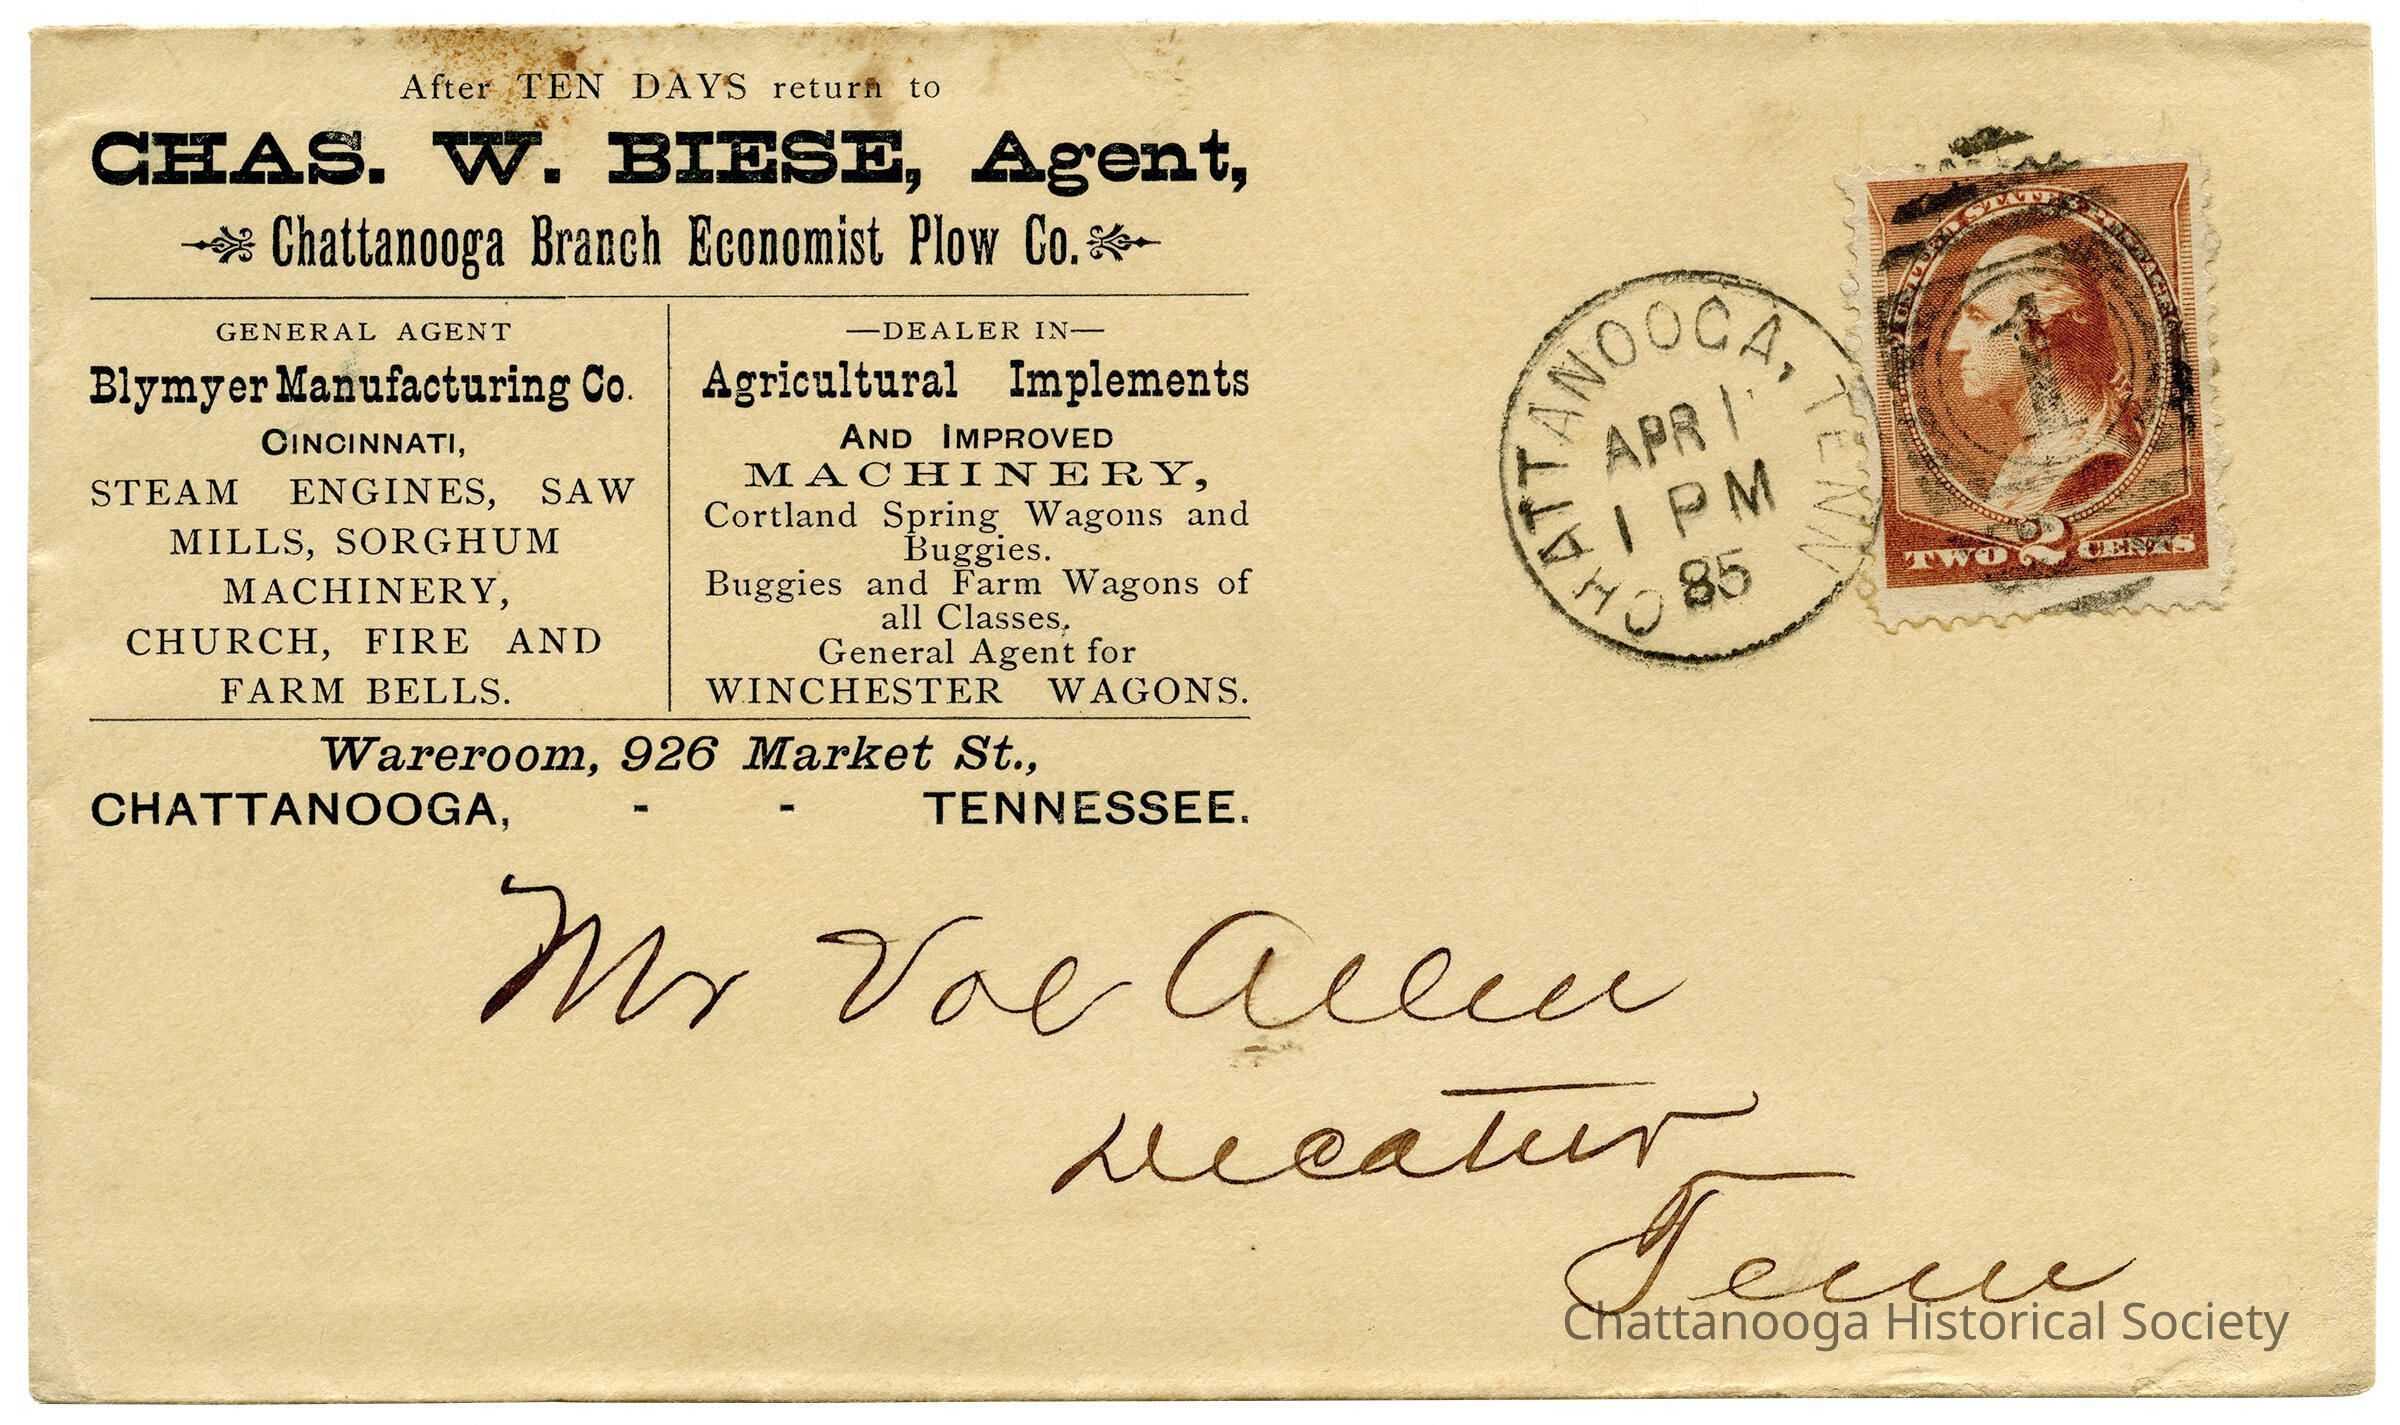 After TEN DAYS return to
CHAS. W. BIESE, Agent,
Chattanooga Branch Economist Plow Co.
GENERAL AGENT
Blymyer Manufacturing Co.
CINCINNATI,
STEAM ENGINES, SAW
MILLS, SORGHUM
MACHINERY,
CHURCH, FIRE AND
FARM BELLS.
—DEALER IN—
Agricultural Implements
AND IMPROVED
MACHINERY,
Cortland Spring Wagons and
Buggies.
Buggies and Farm Wagons of
all Classes.
General Agent for
WINCHESTER WAGONS.
Wareroom, 926 Market St.,
CHATTANOOGA, - - TENNESSEE.
CHATTANOOGA, TENN
APR 1
1 PM
85
UNITED STATES POSTAGE
1
TWO 2 CENTS
Mr Voe Allen
Decatur
Tenn
Chattanooga Historical Society